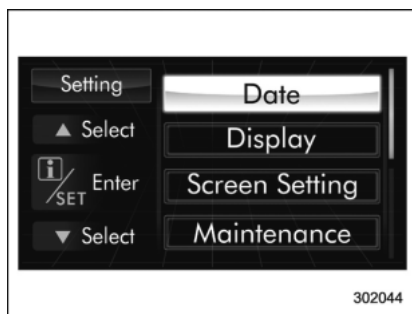 Setting
▲ Select
i/SET Enter
▼ Select
Date
Display
Screen Setting
Maintenance
302044